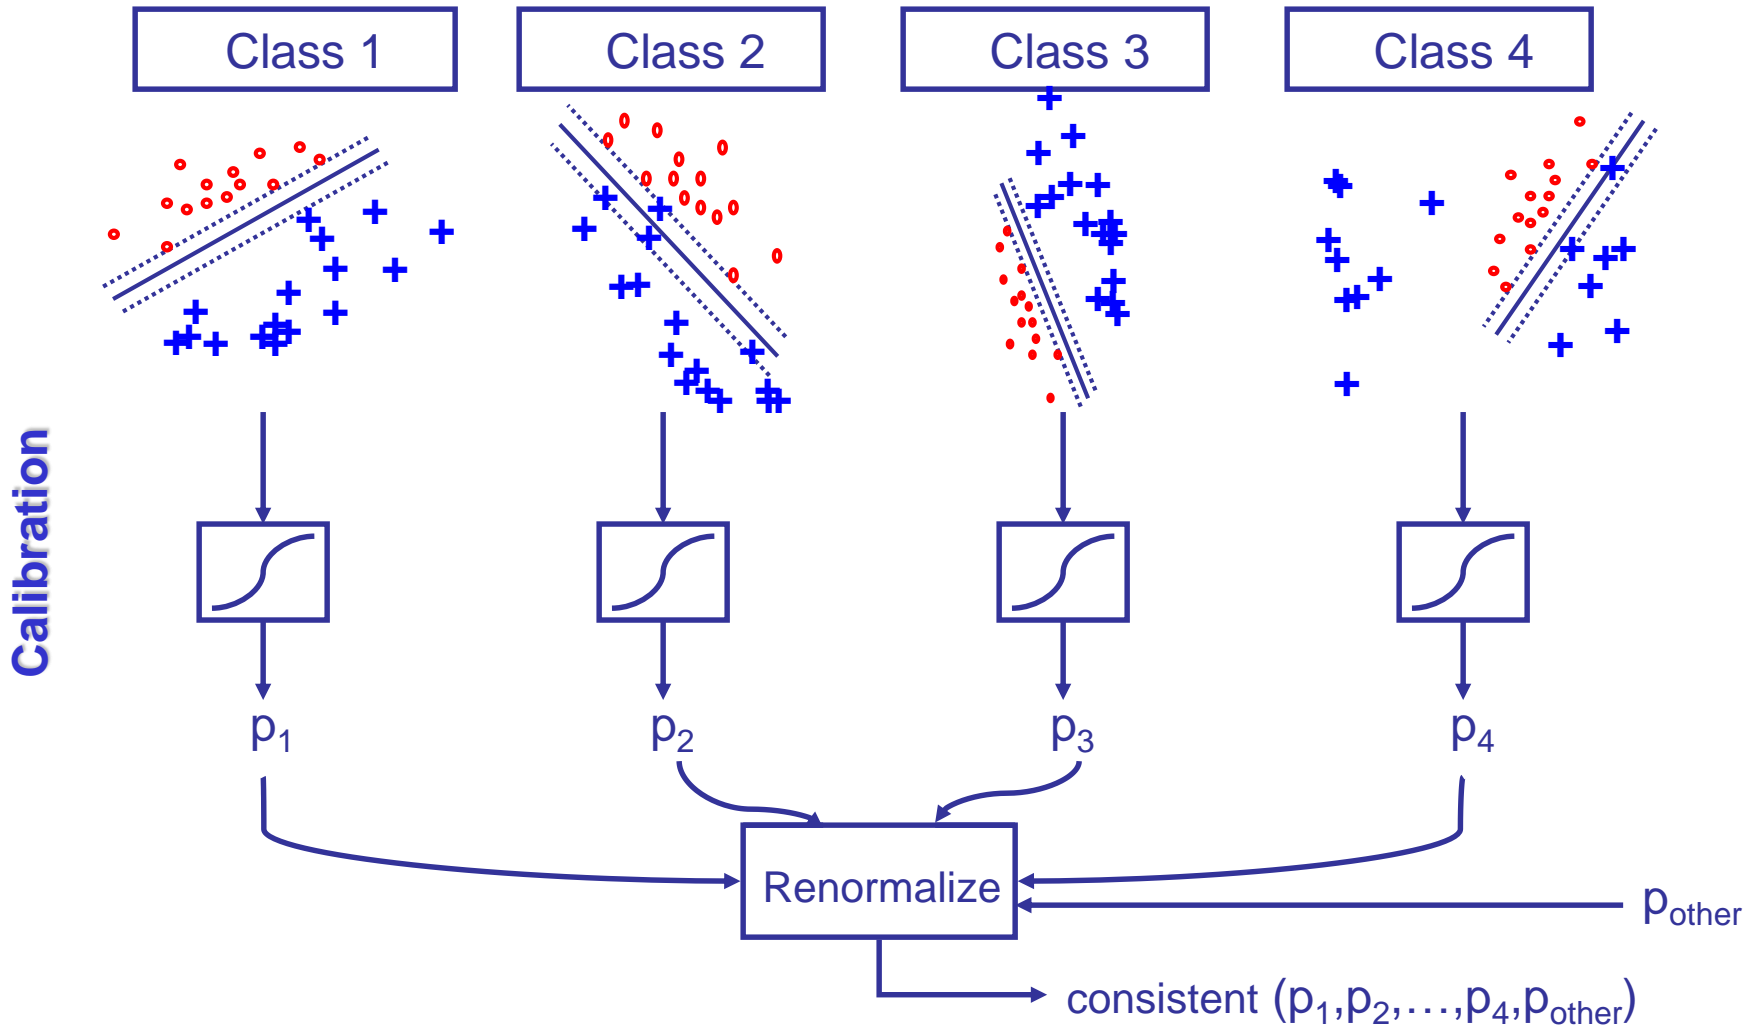 Class 1
Class 2
Class 3
Class 4
Calibration
p1
p2
p3
p4
Renormalize
pother
consistent (p1,p2,…,p4,pother)